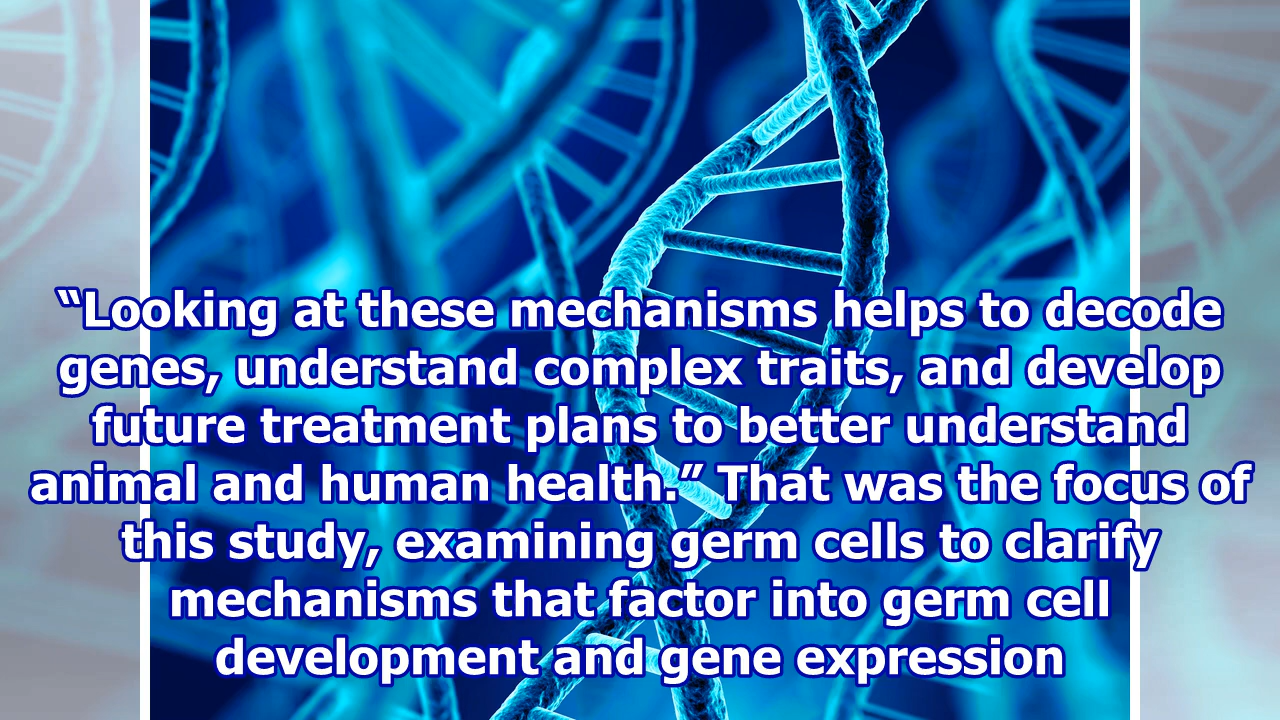 “Looking at these mechanisms helps to decode
genes, understand complex traits, and develop
future treatment plans to better understand
animal and human health.” That was the focus of
this study, examining germ cells to clarify
mechanisms that factor into germ cell
development and gene expression